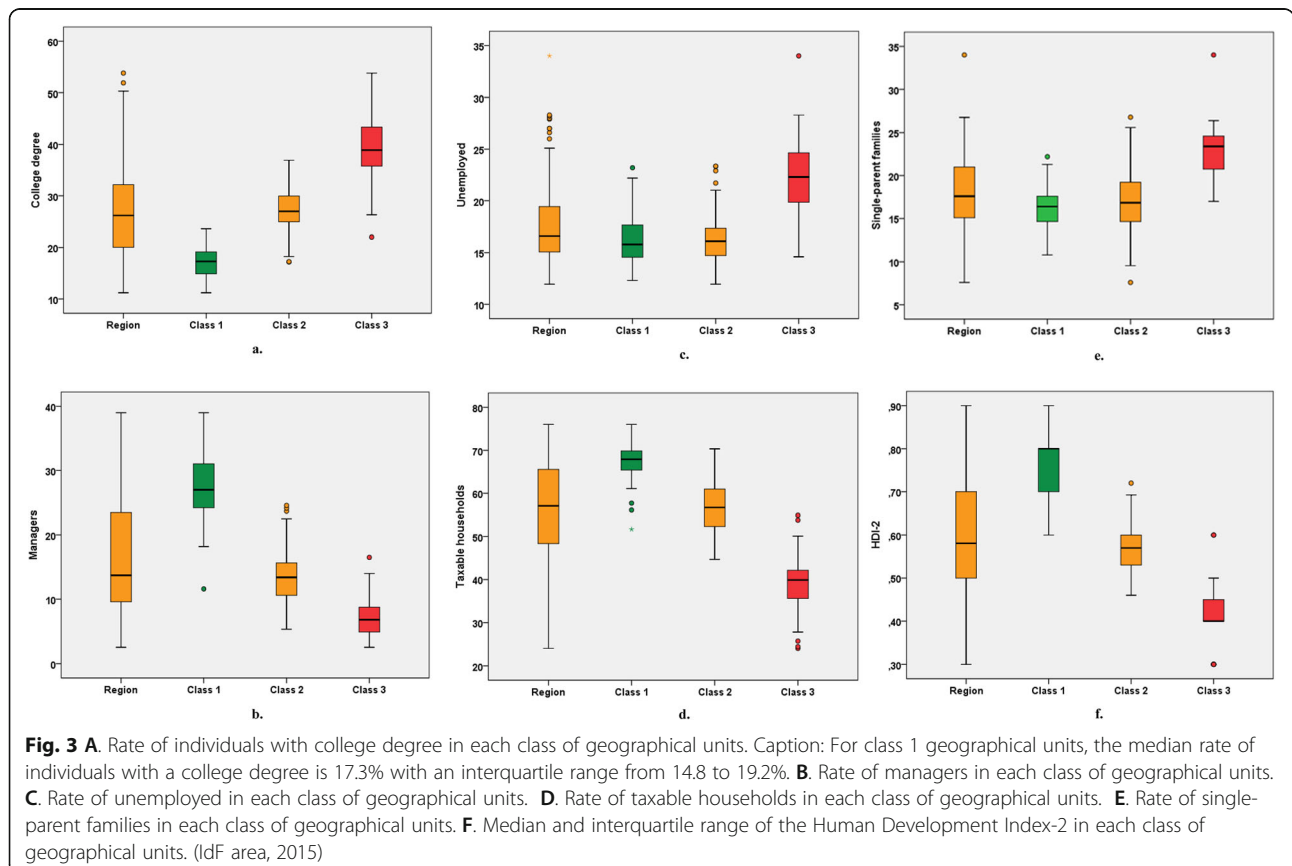 60
50
40
30
20
10
College degree
Region Class 1 Class 2 Class 3
a.
35
30
25
20
15
10
Unemployed
Region Class 1 Class 2 Class 3
c.
35
30
25
20
15
10
5
Single-parent families
Region Class 1 Class 2 Class 3
e.
40
30
20
10
0
Managers
Region Class 1 Class 2 Class 3
b.
80
70
60
50
40
30
20
Taxable households
Region Class 1 Class 2 Class 3
d.
,90
,80
,70
,60
,50
,40
,30
HDI-2
Region Class 1 Class 2 Class 3
f.
Fig. 3 A. Rate of individuals with college degree in each class of geographical units. Caption: For class 1 geographical units, the median rate of
individuals with a college degree is 17.3% with an interquartile range from 14.8 to 19.2%. B. Rate of managers in each class of geographical units.
C. Rate of unemployed in each class of geographical units. D. Rate of taxable households in each class of geographical units. E. Rate of single-
parent families in each class of geographical units. F. Median and interquartile range of the Human Development Index-2 in each class of
geographical units. (IdF area, 2015)